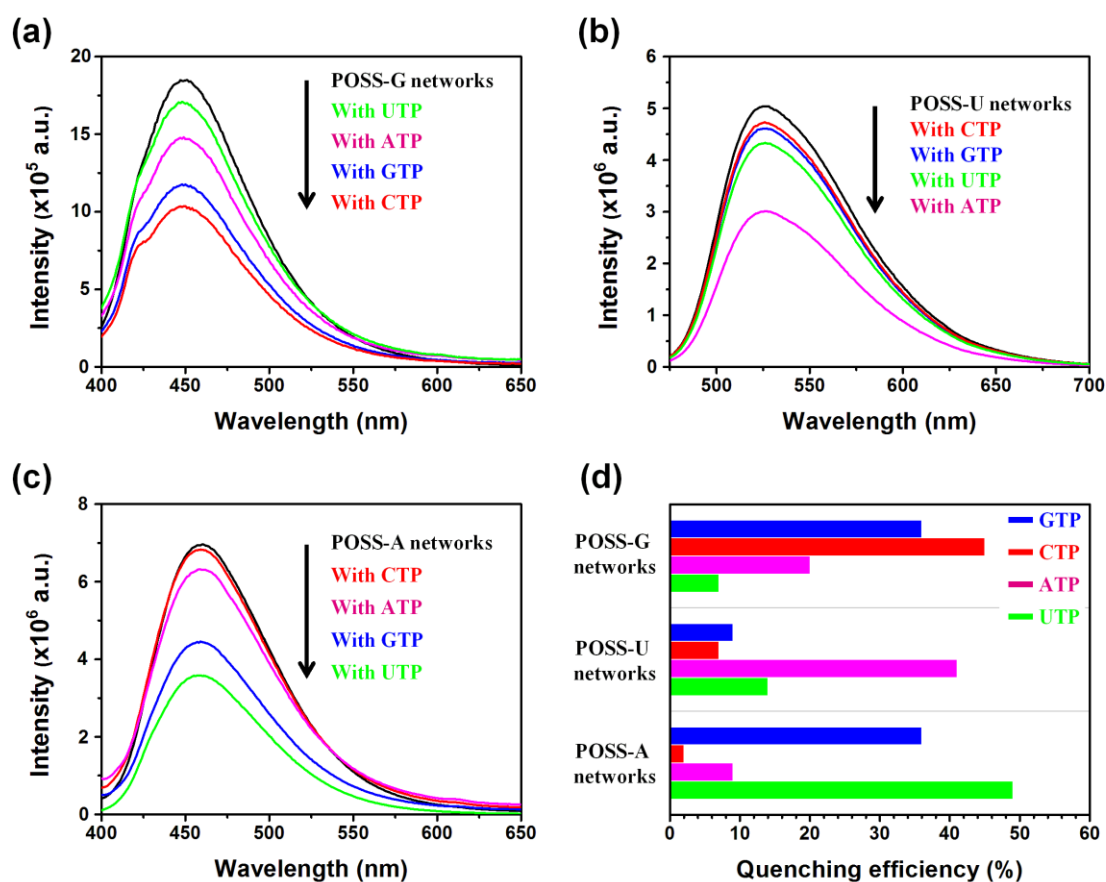 (a)
20
15
10
5
0
400 450 500 550 600 650
Intensity (x10⁵ a.u.)
Wavelength (nm)
POSS-G networks
With UTP
With ATP
With GTP
With CTP
(b)
6
5
4
3
2
1
0
500 550 600 650 700
Intensity (x10⁶ a.u.)
Wavelength (nm)
POSS-U networks
With CTP
With GTP
With UTP
With ATP
(c)
8
6
4
2
0
400 450 500 550 600 650
Intensity (x10⁶ a.u.)
Wavelength (nm)
POSS-A networks
With CTP
With ATP
With GTP
With UTP
(d)
POSS-G
networks
POSS-U
networks
POSS-A
networks
GTP
CTP
ATP
UTP
0 10 20 30 40 50 60
Quenching efficiency (%)